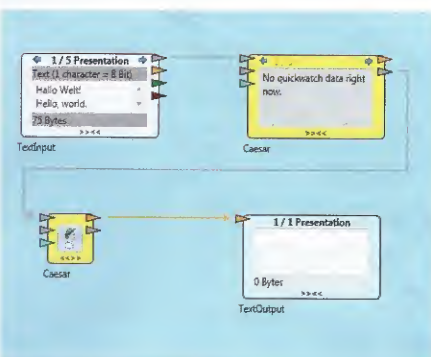 1 / 5 Presentation
Text (1 character = 8 Bit)
Hallo Welt!
Hello, world.
75 Bytes
TextInput
No quickwatch data right
now.
Caesar
Caesar
1 / 1 Presentation
0 Bytes
TextOutput